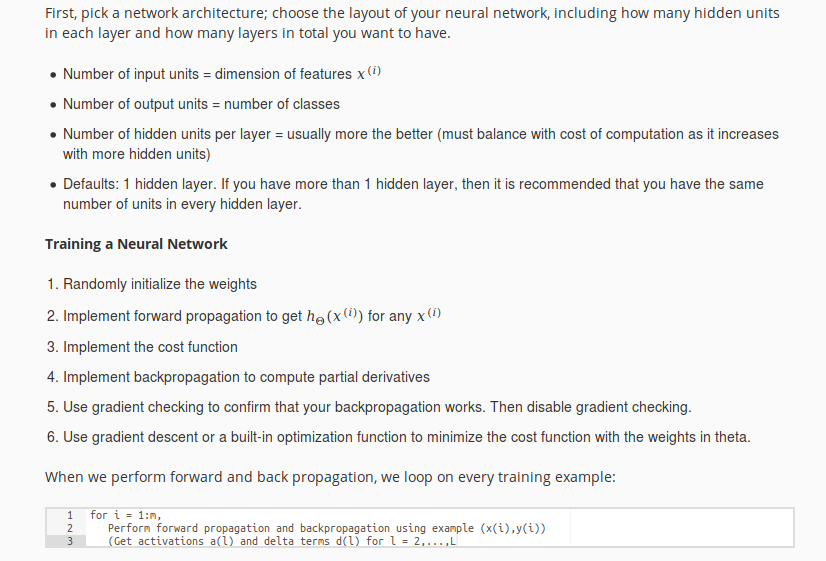 First, pick a network architecture; choose the layout of your neural network, including how many hidden units
in each layer and how many layers in total you want to have.
• Number of input units = dimension of features x⁽ⁱ⁾
• Number of output units = number of classes
• Number of hidden units per layer = usually more the better (must balance with cost of computation as it increases
with more hidden units)
• Defaults: 1 hidden layer. If you have more than 1 hidden layer, then it is recommended that you have the same
number of units in every hidden layer.
Training a Neural Network
1. Randomly initialize the weights
2. Implement forward propagation to get hΘ(x⁽ⁱ⁾) for any x⁽ⁱ⁾
3. Implement the cost function
4. Implement backpropagation to compute partial derivatives
5. Use gradient checking to confirm that your backpropagation works. Then disable gradient checking.
6. Use gradient descent or a built-in optimization function to minimize the cost function with the weights in theta.
When we perform forward and back propagation, we loop on every training example:
1 for i = 1:m,
2 Perform forward propagation and backpropagation using example (x(i),y(i))
3 (Get activations a(l) and delta terms d(l) for l = 2,...,L